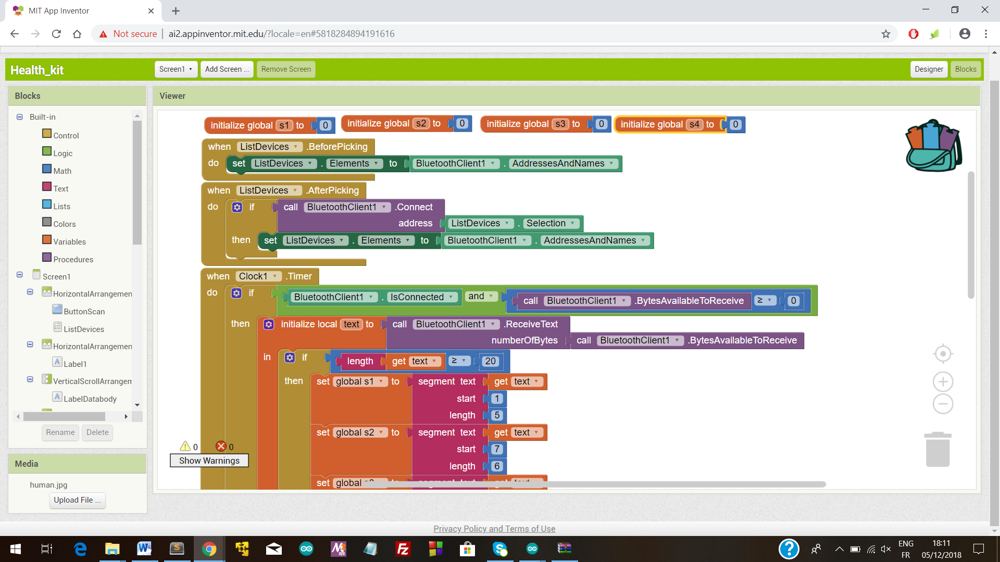 MIT App Inventor
Not secure | ai2.appinventor.mit.edu/?locale=en#5818284894191616
Health_kit
Screen1
Add Screen ...
Remove Screen
Designer
Blocks
Blocks
Viewer
Built-in
Control
Logic
Math
Text
Lists
Colors
Variables
Procedures
Screen1
HorizontalArrangemen
ButtonScan
ListDevices
HorizontalArrangemen
Label1
VerticalScrollArrangem
LabelDatabody
Rename
Delete
Media
human.jpg
Upload File ...
initialize global s1 to 0
initialize global s2 to 0
initialize global s3 to 0
initialize global s4 to 0
when ListDevices .BeforePicking
do set ListDevices . Elements to BluetoothClient1 . AddressesAndNames
when ListDevices .AfterPicking
do if call BluetoothClient1 .Connect
address ListDevices . Selection
then set ListDevices . Elements to BluetoothClient1 . AddressesAndNames
when Clock1 .Timer
do if BluetoothClient1 . IsConnected and call BluetoothClient1 .BytesAvailableToReceive ≥ 0
then initialize local text to call BluetoothClient1 .ReceiveText
numberOfBytes call BluetoothClient1 .BytesAvailableToReceive
in if length get text ≥ 20
then set global s1 to segment text get text
start 1
length 5
set global s2 to segment text get text
start 7
length 6
set global
0 0
Show Warnings
Privacy Policy and Terms of Use
ENG
FR
18:11
05/12/2018